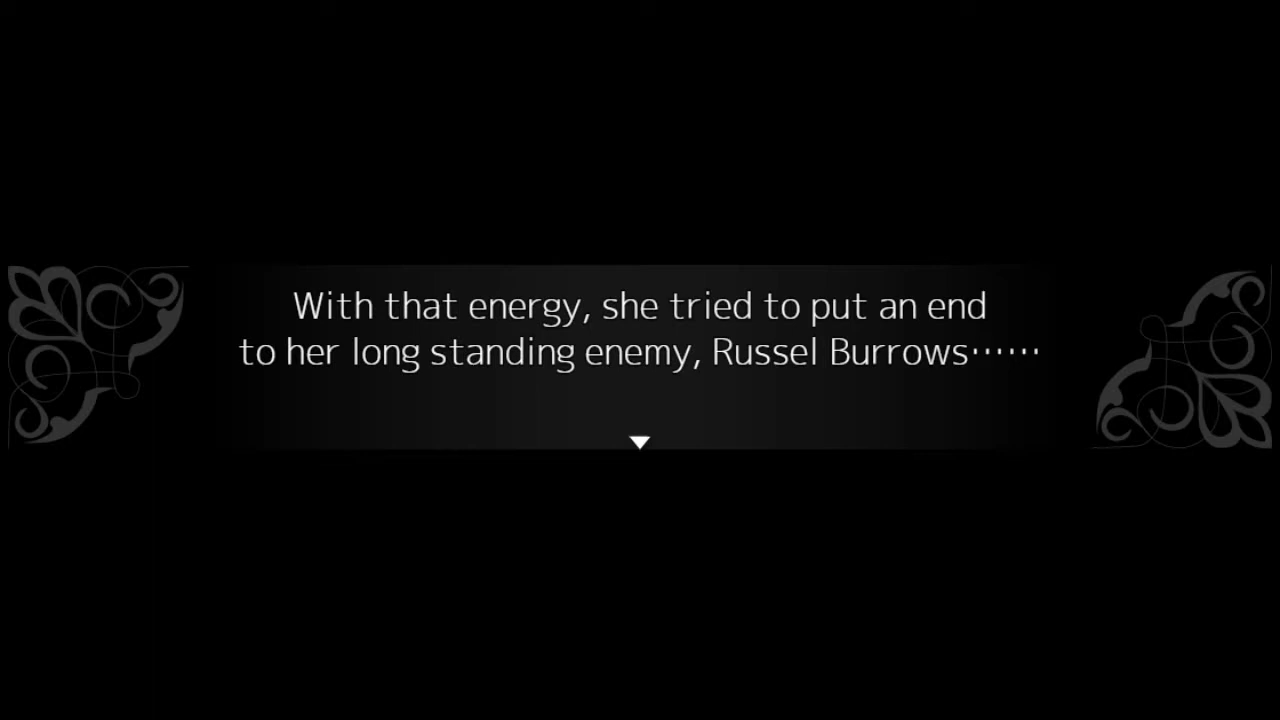 With that energy, she tried to put an end
to her long standing enemy, Russel Burrows⋯⋯